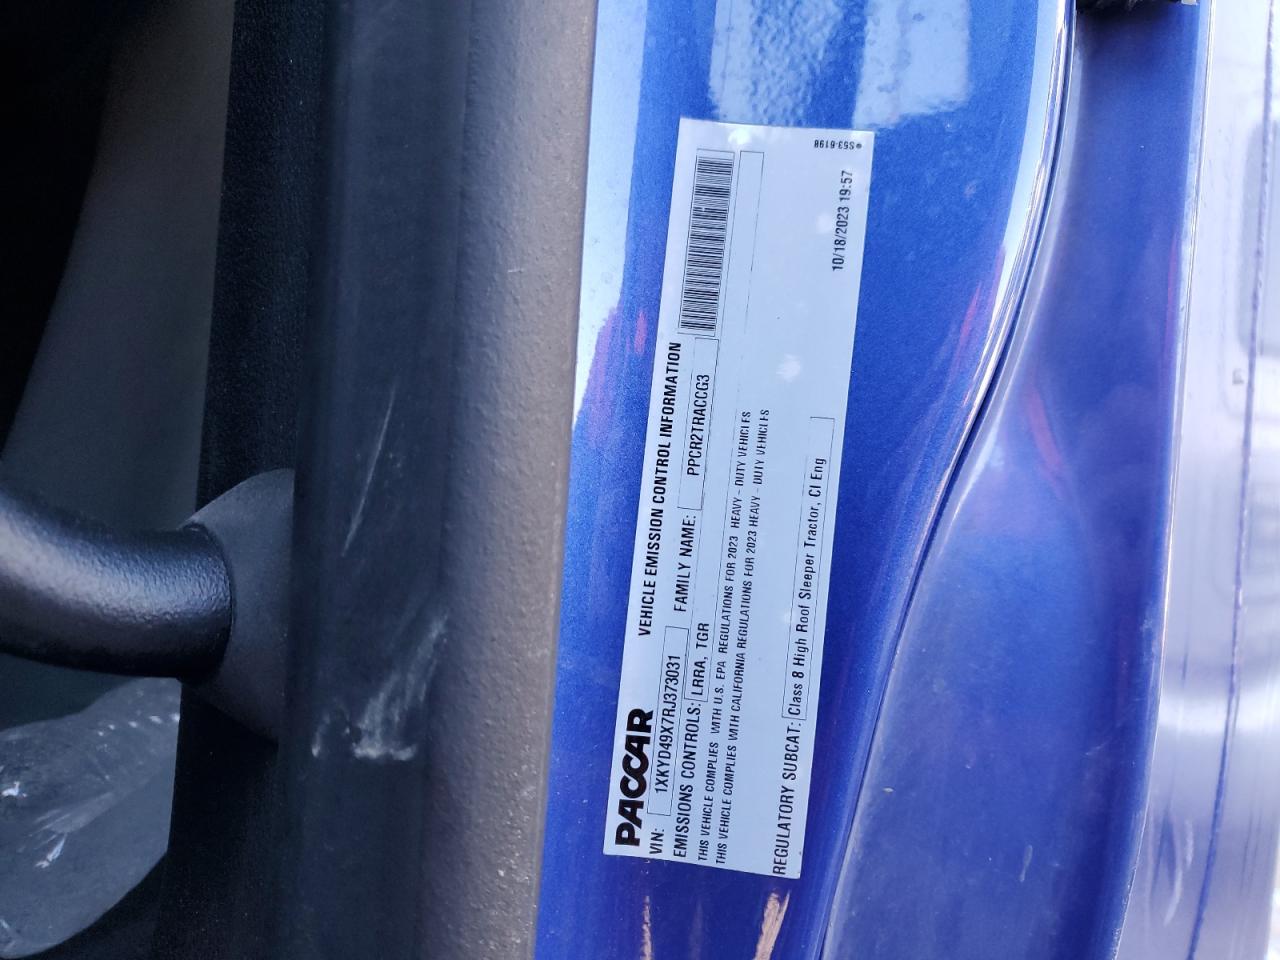 PACCAR VEHICLE EMISSION CONTROL INFORMATION
VIN: 1XKYD49X7RJ373031 FAMILY NAME: PPCR2TRACCG3
EMISSIONS CONTROLS: LRRA, TGR
THIS VEHICLE COMPLIES WITH U.S. EPA REGULATIONS FOR 2023 HEAVY - DUTY VEHICLES
THIS VEHICLE COMPLIES WITH CALIFORNIA REGULATIONS FOR 2023 HEAVY - DUTY VEHICLES
REGULATORY SUBCAT: Class 8 High Roof Sleeper Tractor, CI Eng
10/18/2023 19:57
S53-6198